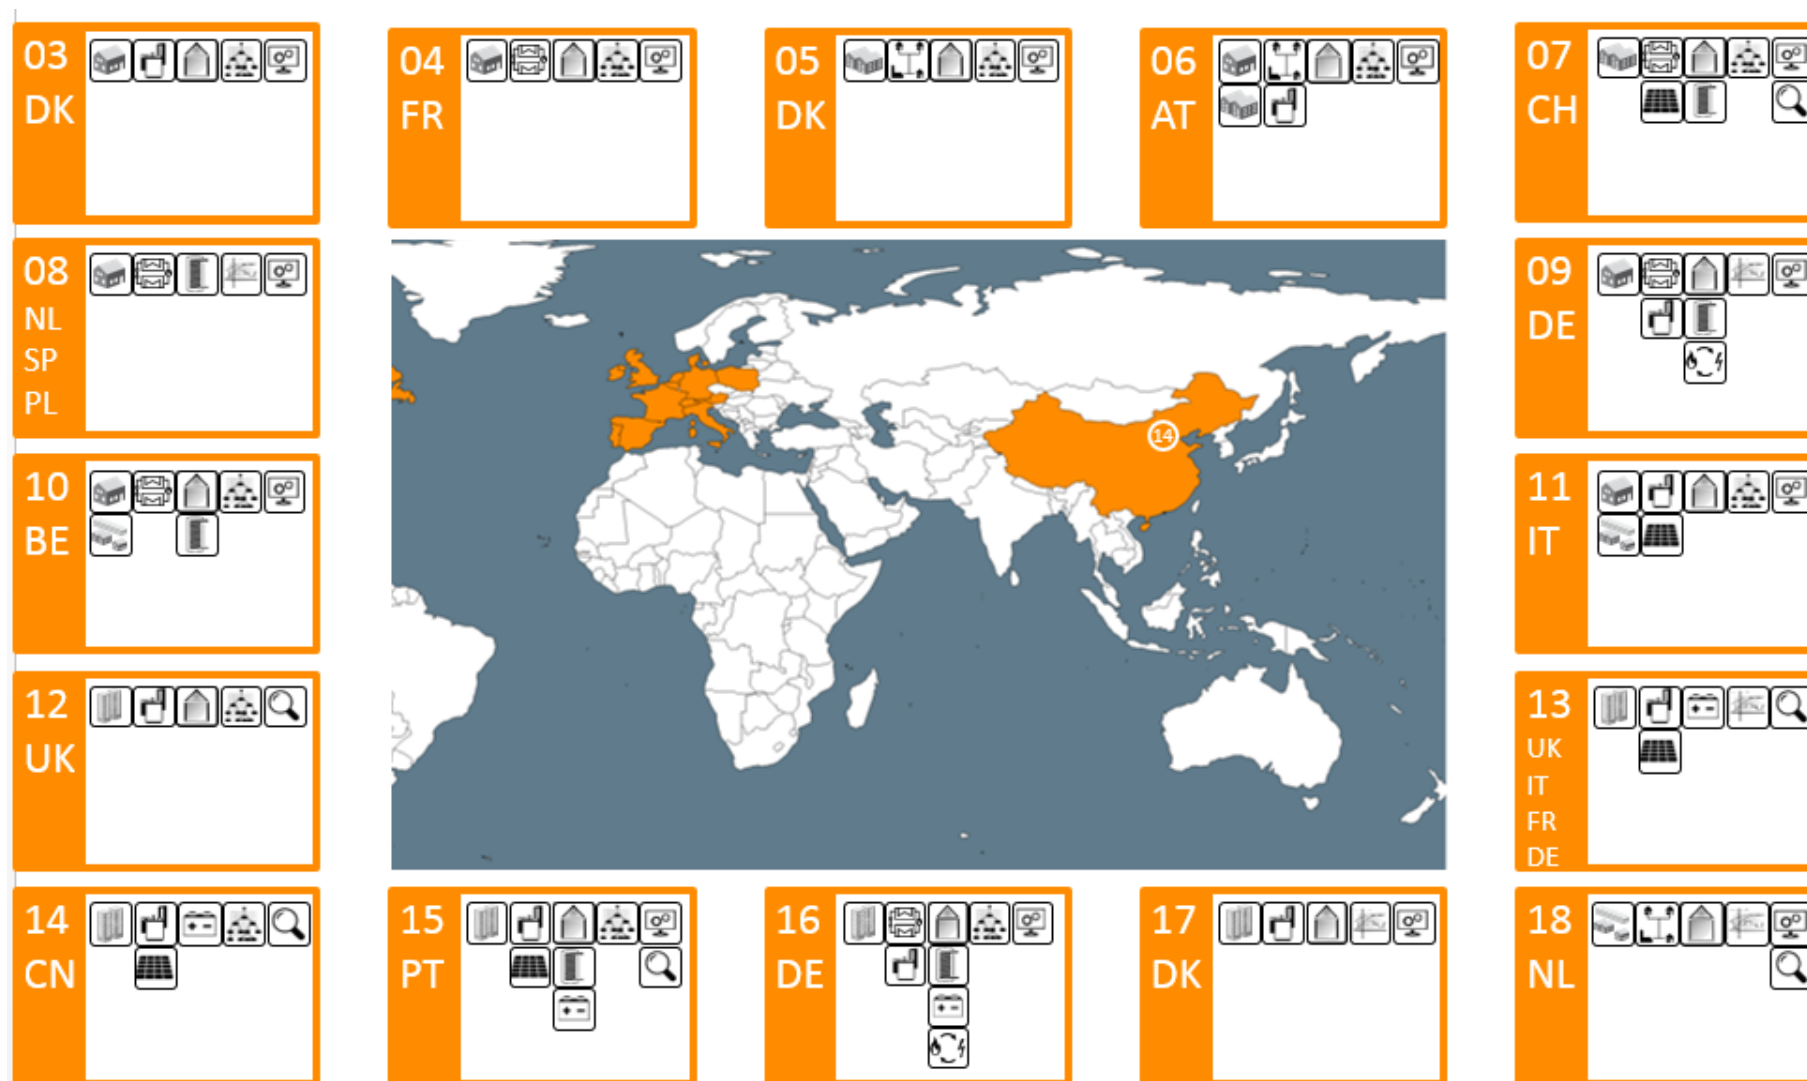 03
DK
04
FR
05
DK
06
AT
07
CH
08
NL
SP
PL
09
DE
10
BE
11
IT
14
12
UK
13
UK
IT
FR
DE
14
CN
15
PT
16
DE
17
DK
18
NL